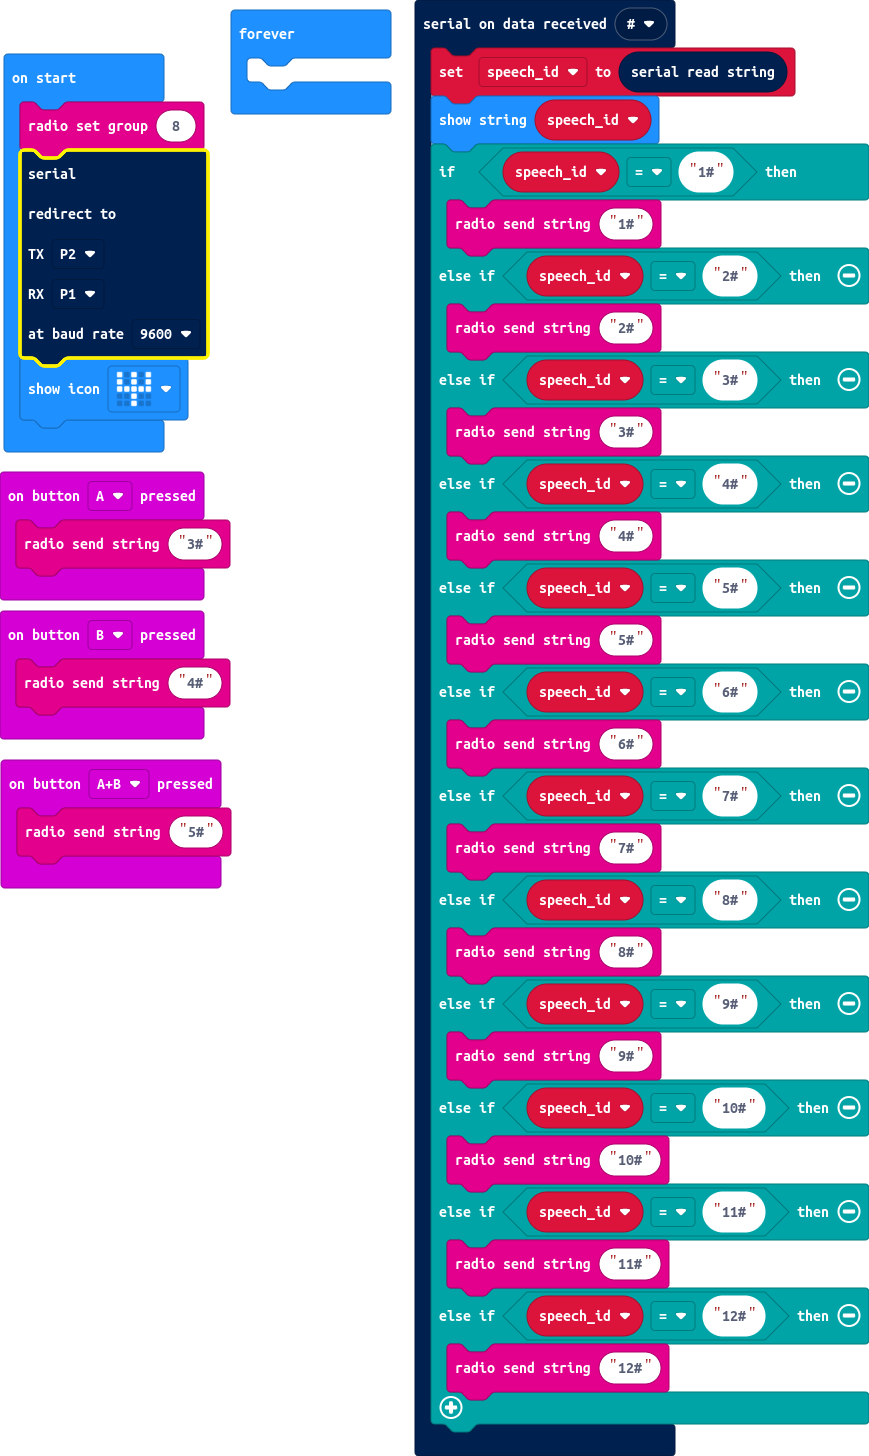 on start
radio set group 8
serial
redirect to
TX P2
RX P1
at baud rate 9600
show icon
on button A pressed
radio send string "3#"
on button B pressed
radio send string "4#"
on button A+B pressed
radio send string "5#"
forever
serial on data received #
set speech_id to serial read string
show string speech_id
if speech_id = "1#" then
radio send string "1#"
else if speech_id = "2#" then
radio send string "2#"
else if speech_id = "3#" then
radio send string "3#"
else if speech_id = "4#" then
radio send string "4#"
else if speech_id = "5#" then
radio send string "5#"
else if speech_id = "6#" then
radio send string "6#"
else if speech_id = "7#" then
radio send string "7#"
else if speech_id = "8#" then
radio send string "8#"
else if speech_id = "9#" then
radio send string "9#"
else if speech_id = "10#" then
radio send string "10#"
else if speech_id = "11#" then
radio send string "11#"
else if speech_id = "12#" then
radio send string "12#"